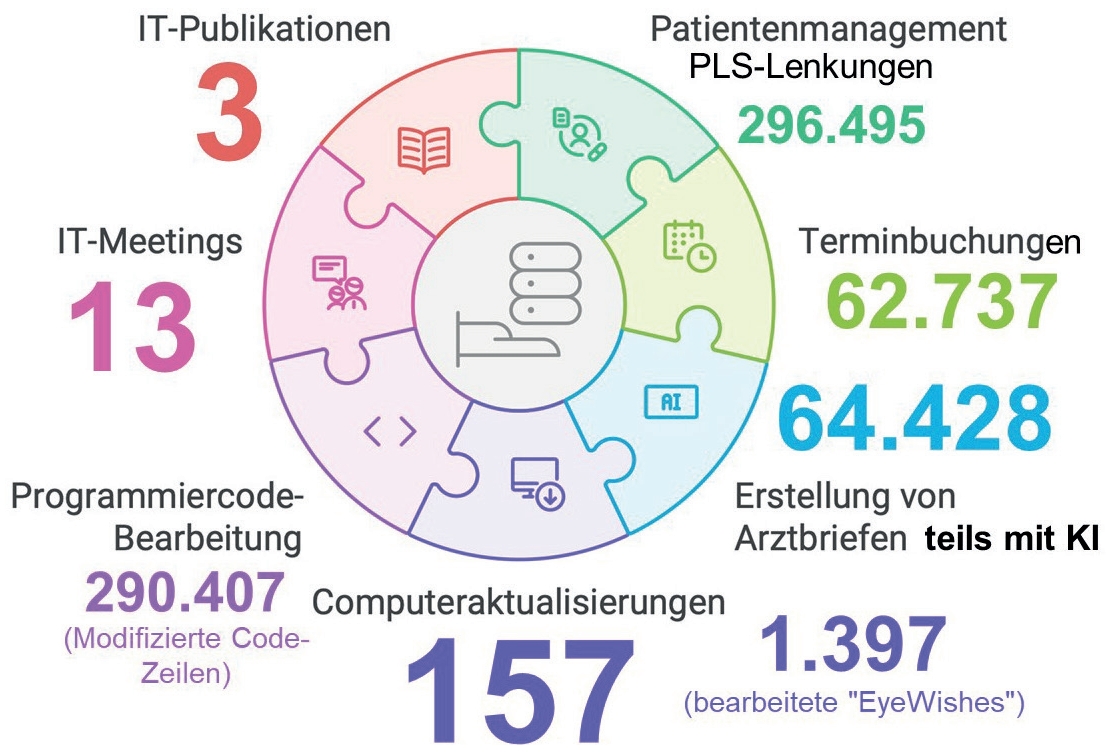 IT-Publikationen
3
Patientenmanagement
PLS-Lenkungen
296.495
IT-Meetings
13
Terminbuchungen
62.737
AI
64.428
Erstellung von
Arztbriefen teils mit KI
Programmiercode-
Bearbeitung
290.407
(Modifizierte Code-
Zeilen)
Computeraktualisierungen
157
1.397
(bearbeitete "EyeWishes")